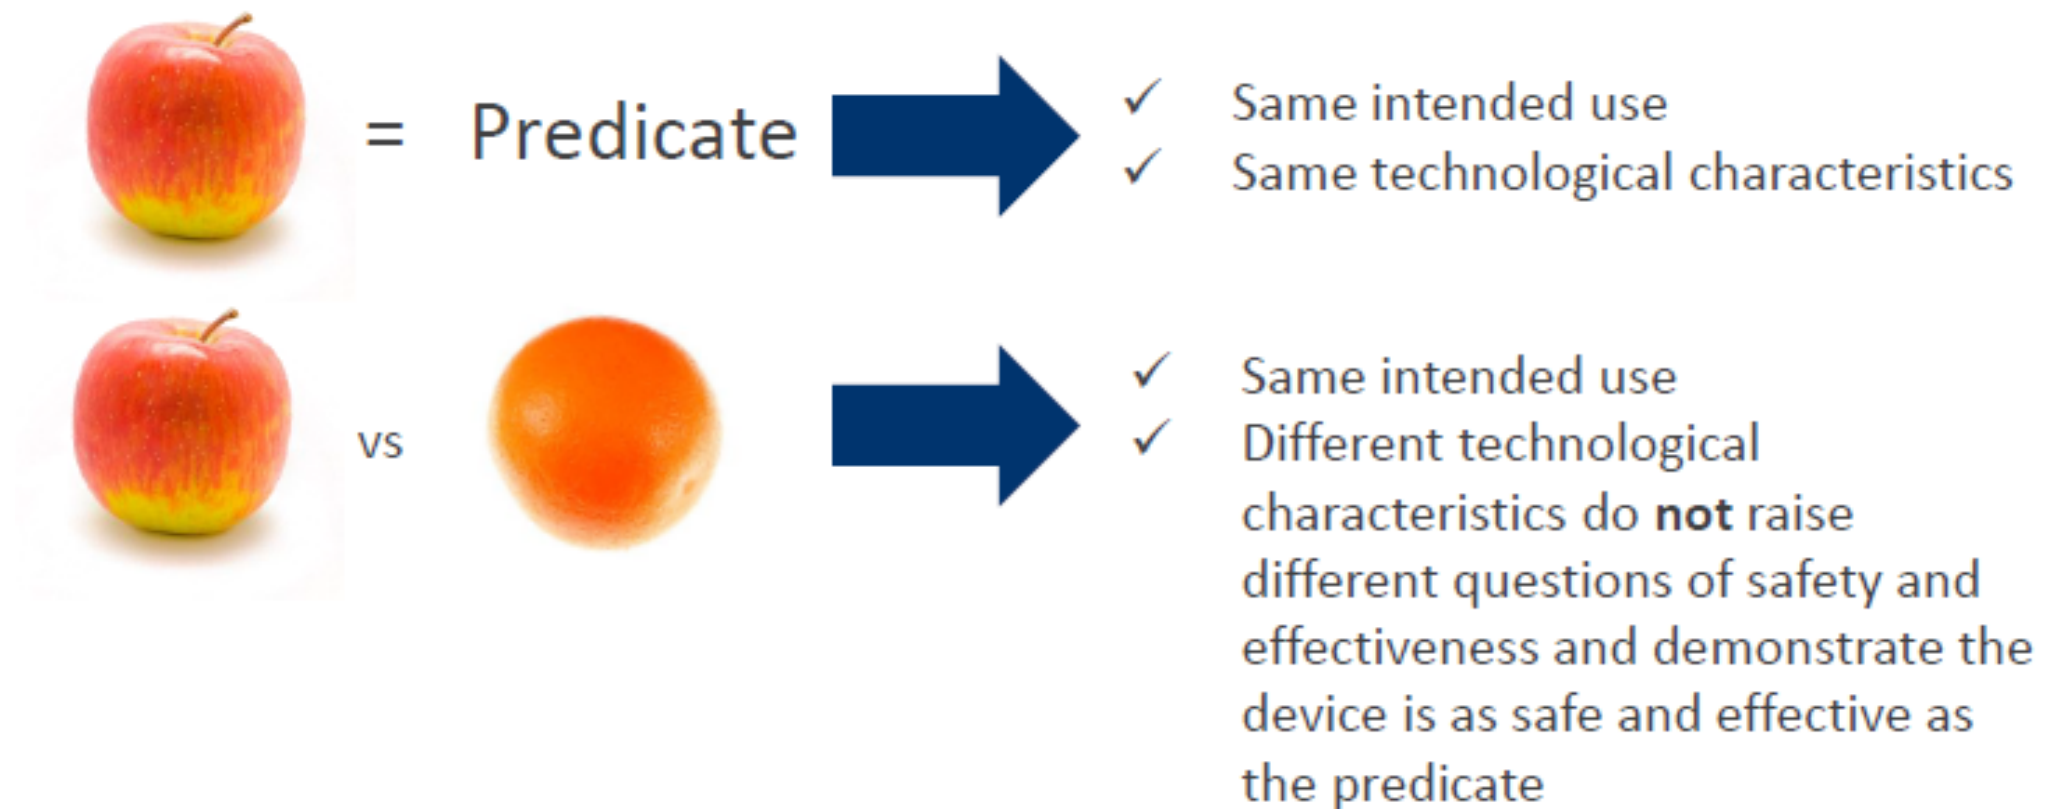 = Predicate
✓ Same intended use
✓ Same technological characteristics
vs
✓ Same intended use
✓ Different technological
characteristics do not raise
different questions of safety and
effectiveness and demonstrate the
device is as safe and effective as
the predicate